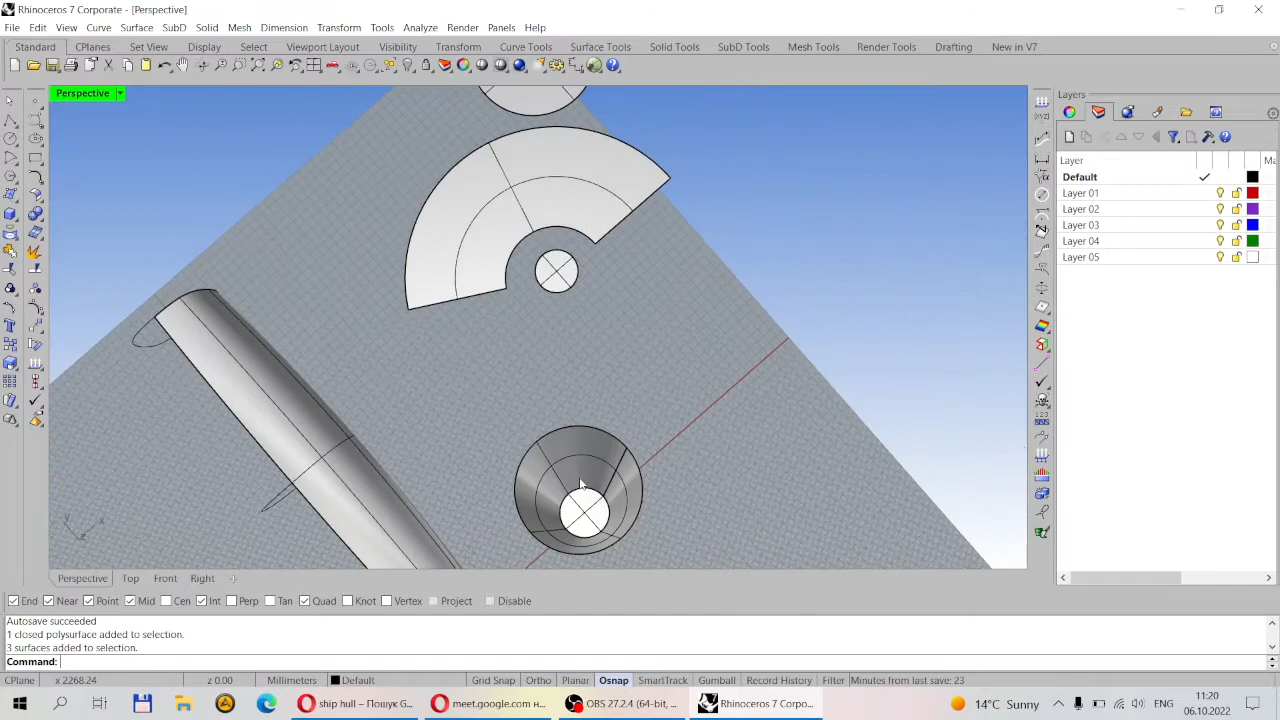 Rhinoceros 7 Corporate - [Perspective]
File Edit View Curve Surface SubD Solid Mesh Dimension Transform Tools Analyze Render Panels Help
Standard CPlanes Set View Display Select Viewport Layout Visibility Transform Curve Tools Surface Tools Solid Tools SubD Tools Mesh Tools Render Tools Drafting New in V7
Perspective
Layers
Layer
Default
Layer 01
Layer 02
Layer 03
Layer 04
Layer 05
y x z
Perspective Top Front Right
End Near Point Mid Cen Int Perp Tan Quad Knot Vertex Project Disable
Autosave succeeded
1 closed polysurface added to selection.
3 surfaces added to selection.
Command:
CPlane x 2268.24 z 0.00 Millimeters Default Grid Snap Ortho Planar Osnap SmartTrack Gumball Record History Filter Minutes from last save: 23
ship hull – Пошук G... meet.google.com н... OBS 27.2.4 (64-bit, ... Rhinoceros 7 Corpo... 14°C Sunny ENG 11:20
06.10.2022